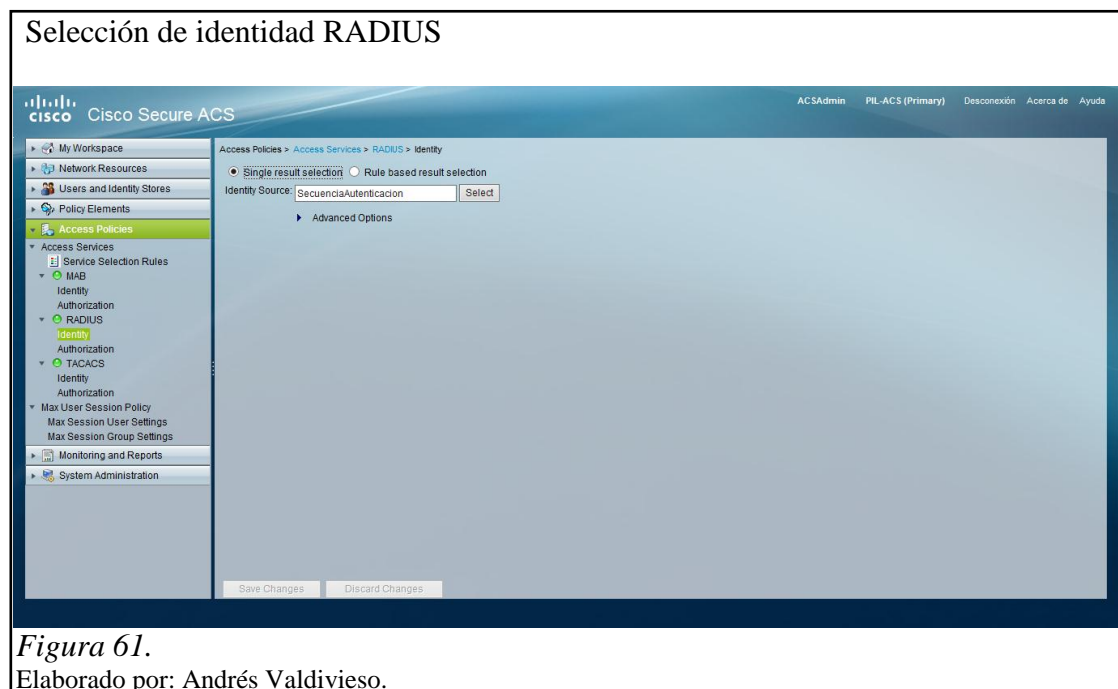 Selección de identidad RADIUS
cisco Cisco Secure ACS
ACSAdmin PIL-ACS (Primary) Desconexión Acerca de Ayuda
My Workspace
Network Resources
Users and Identity Stores
Policy Elements
Access Policies
Access Services
Service Selection Rules
MAB
Identity
Authorization
RADIUS
Identity
Authorization
TACACS
Identity
Authorization
Max User Session Policy
Max Session User Settings
Max Session Group Settings
Monitoring and Reports
System Administration
Access Policies > Access Services > RADIUS > Identity
Single result selection Rule based result selection
Identity Source: SecuenciaAutenticacion Select
Advanced Options
Save Changes Discard Changes
Figura 61.
Elaborado por: Andrés Valdivieso.